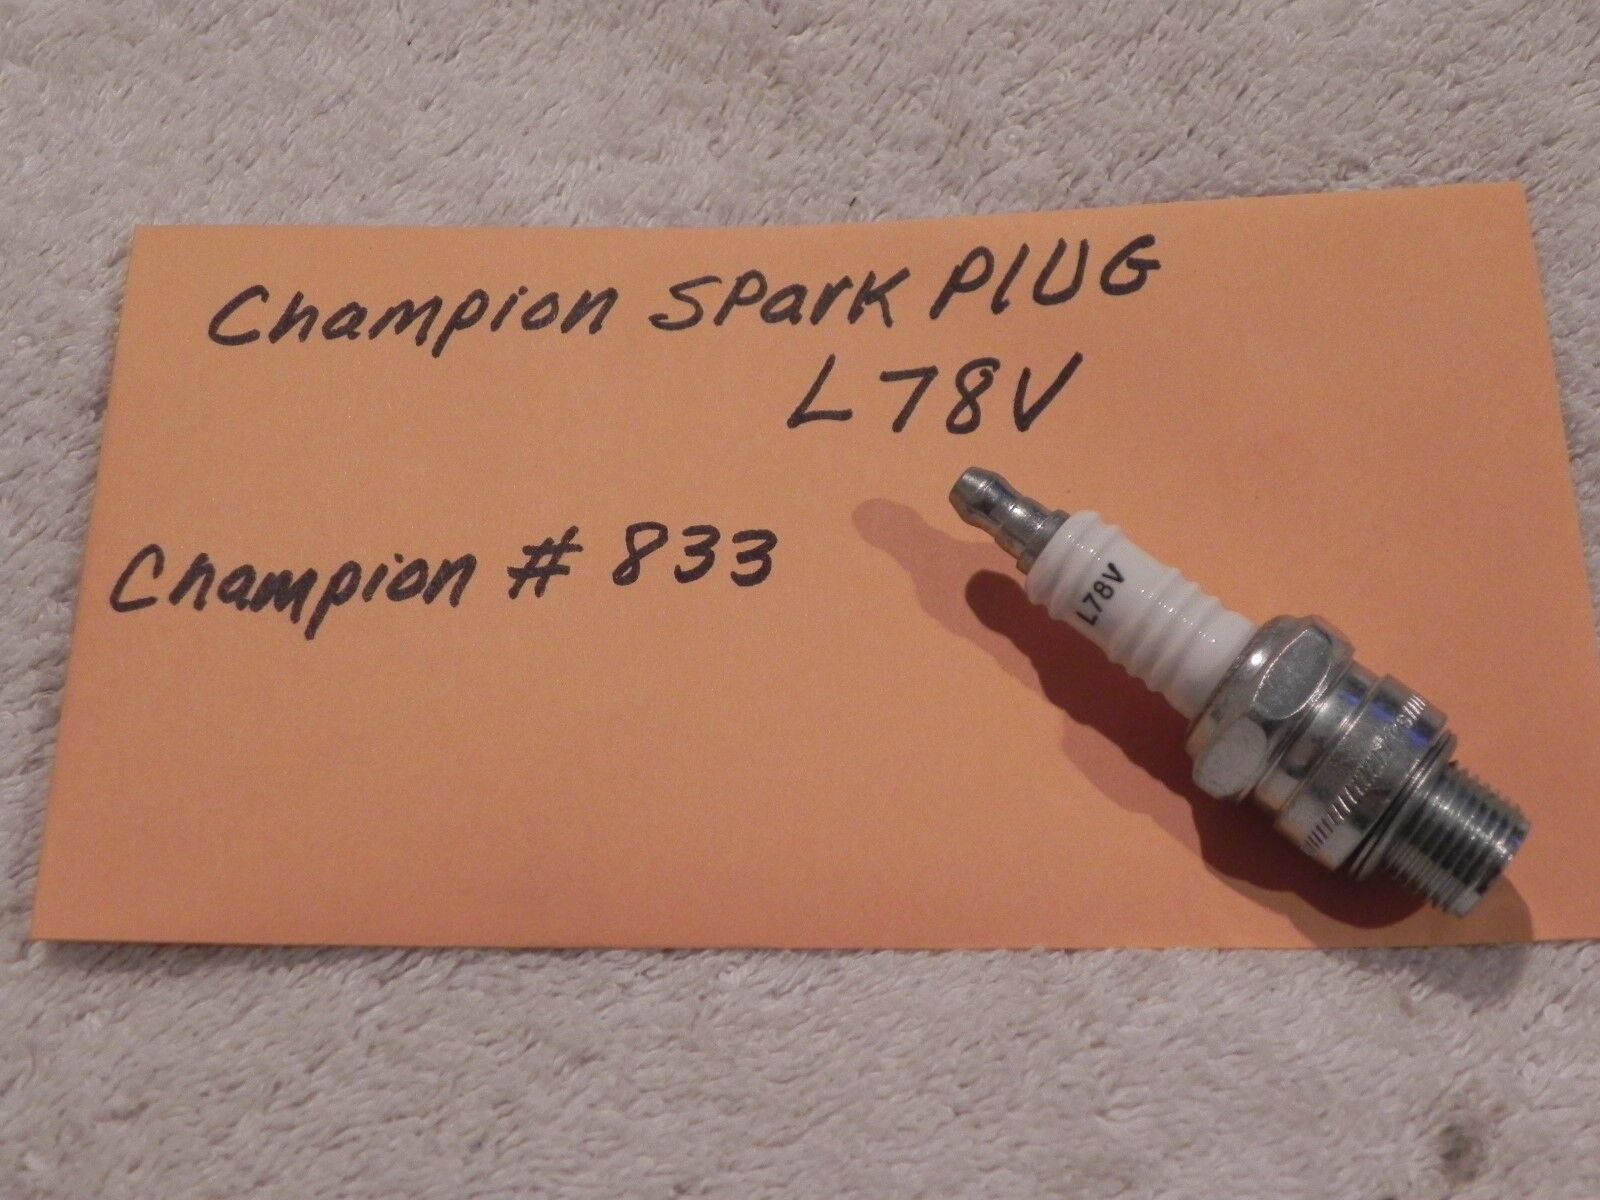 Champion SPark PlUG
L78V
Champion # 833
L78V